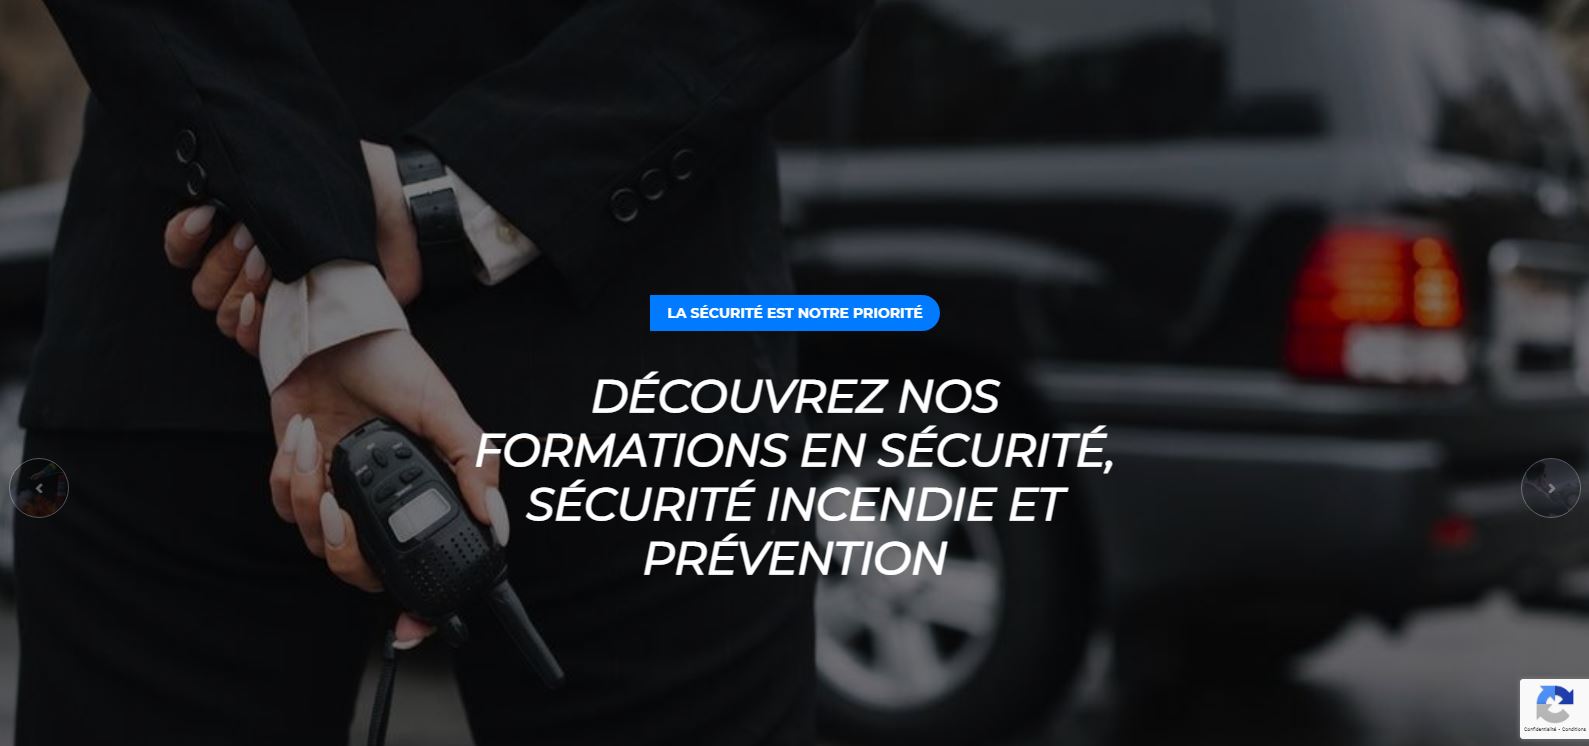 LA SÉCURITÉ EST NOTRE PRIORITÉ
DÉCOUVREZ NOS
FORMATIONS EN SÉCURITÉ,
SÉCURITÉ INCENDIE ET
PRÉVENTION
Confidentialité - Conditions